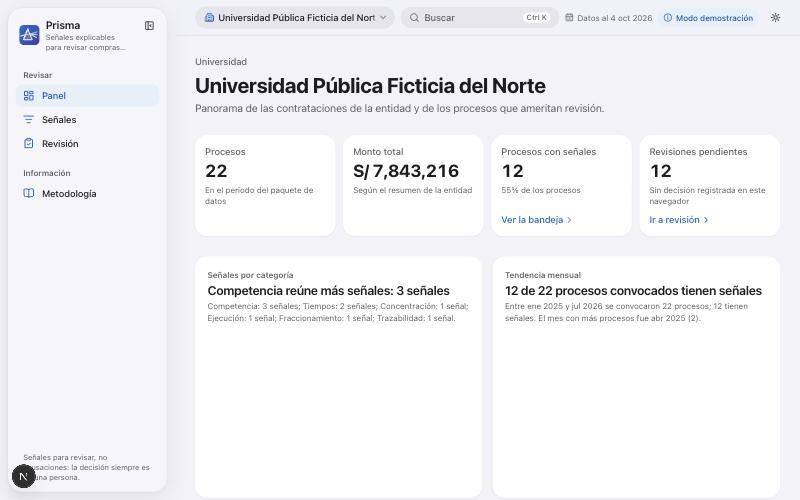 Prisma
Señales explicables
para revisar compras...
Revisar
Panel
Señales
Revisión
Información
Metodología
Señales para revisar, no
usaciones: la decisión siempre es
una persona.
N
Universidad Pública Ficticia del Nort
Buscar
Ctrl K
Datos al 4 oct 2026
Modo demostración
Universidad
Universidad Pública Ficticia del Norte
Panorama de las contrataciones de la entidad y de los procesos que ameritan revisión.
Procesos
22
En el periodo del paquete de
datos
Monto total
S/ 7,843,216
Según el resumen de la entidad
Procesos con señales
12
55% de los procesos
Ver la bandeja
Revisiones pendientes
12
Sin decisión registrada en este
navegador
Ir a revisión
Señales por categoría
Competencia reúne más señales: 3 señales
Competencia: 3 señales; Tiempos: 2 señales; Concentración: 1 señal;
Ejecución: 1 señal; Fraccionamiento: 1 señal; Trazabilidad: 1 señal.
Tendencia mensual
12 de 22 procesos convocados tienen señales
Entre ene 2025 y jul 2026 se convocaron 22 procesos; 12 tienen
señales. El mes con más procesos fue abr 2025 (2).